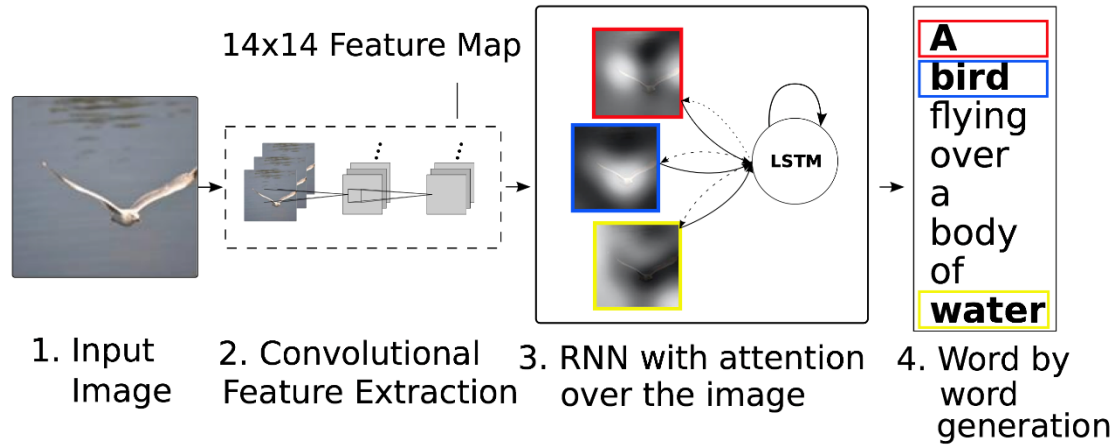 14x14 Feature Map
LSTM
A
bird
flying
over
a
body
of
water
1. Input
Image
2. Convolutional
Feature Extraction
3. RNN with attention
over the image
4. Word by
word
generation